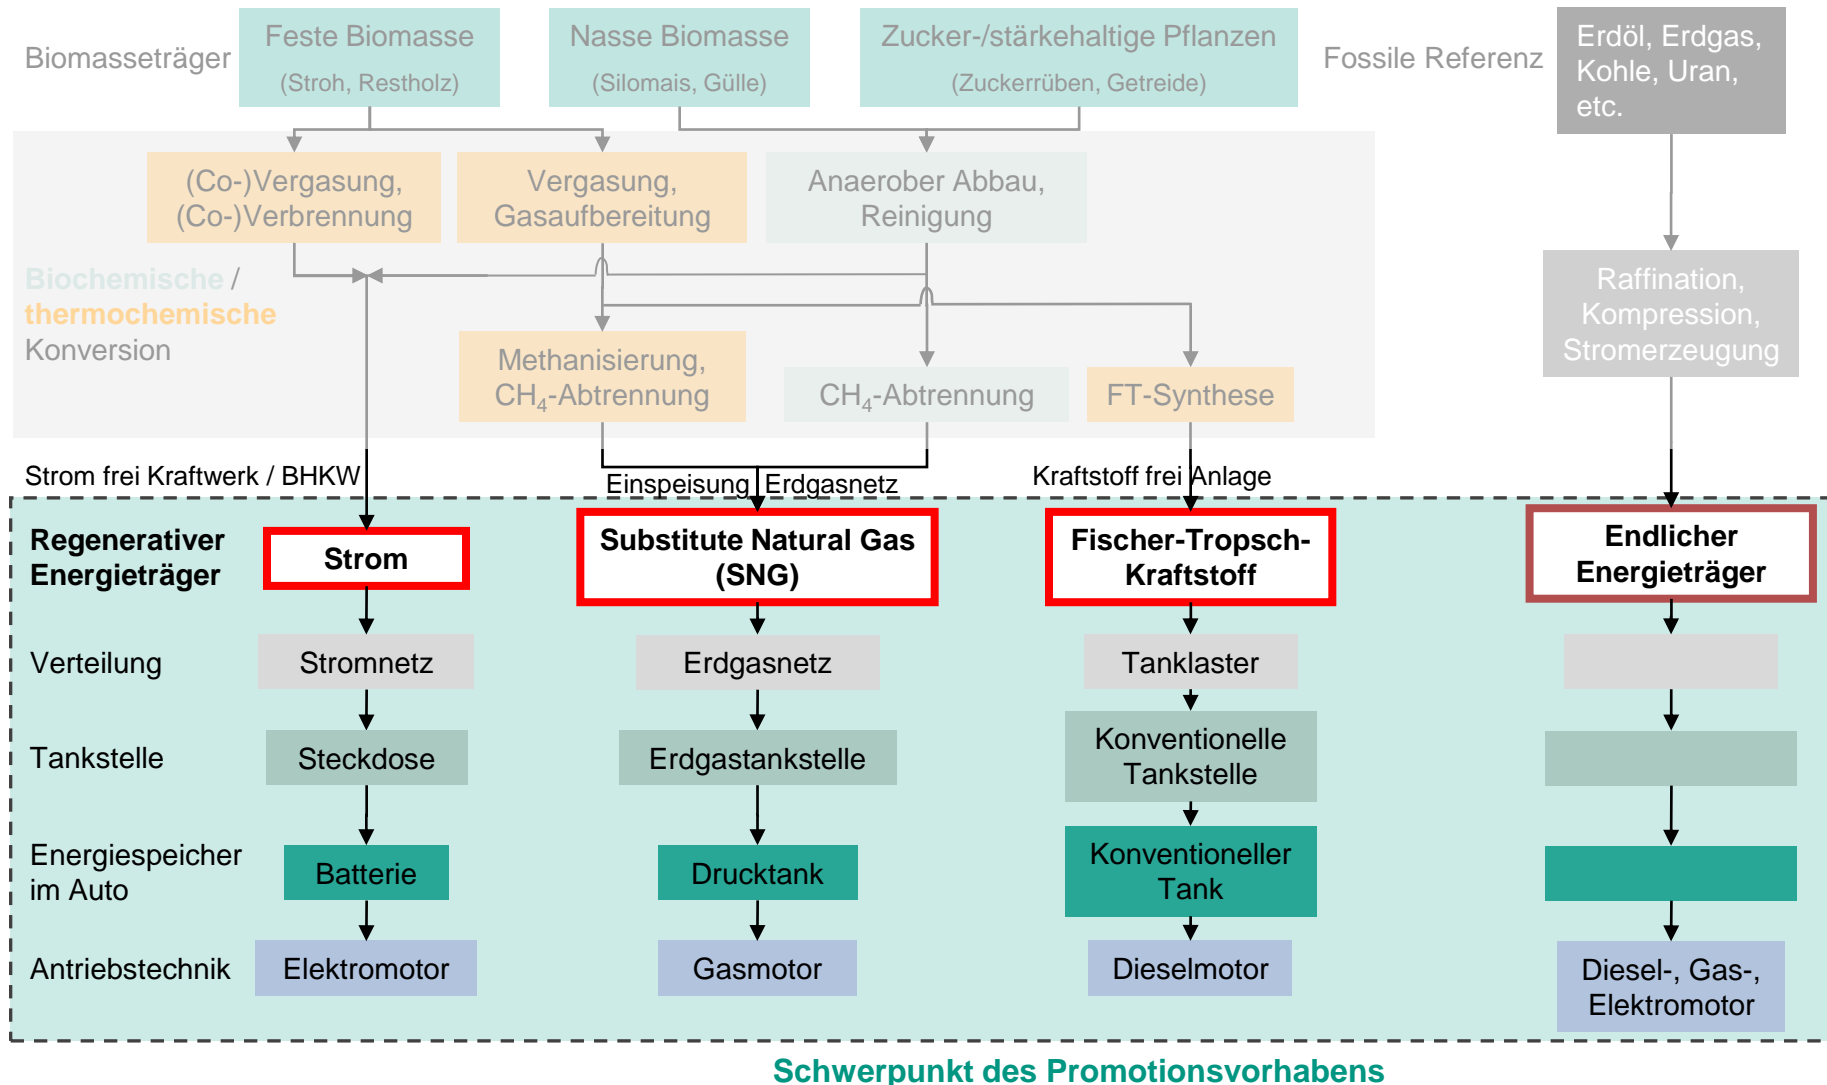 Biomasseträger
Feste Biomasse
(Stroh, Restholz)
Nasse Biomasse
(Silomais, Gülle)
Zucker-/stärkehaltige Pflanzen
(Zuckerrüben, Getreide)
Fossile Referenz
Erdöl, Erdgas,
Kohle, Uran,
etc.
(Co-)Vergasung,
(Co-)Verbrennung
Vergasung,
Gasaufbereitung
Anaerober Abbau,
Reinigung
Biochemische /
thermochemische
Konversion
Raffination,
Kompression,
Stromerzeugung
Methanisierung,
CH₄-Abtrennung
CH₄-Abtrennung
FT-Synthese
Strom frei Kraftwerk / BHKW
Einspeisung Erdgasnetz
Kraftstoff frei Anlage
Regenerativer
Energieträger
Strom
Substitute Natural Gas
(SNG)
Fischer-Tropsch-
Kraftstoff
Endlicher
Energieträger
Verteilung
Stromnetz
Erdgasnetz
Tanklaster
Tankstelle
Steckdose
Erdgastankstelle
Konventionelle
Tankstelle
Energiespeicher
im Auto
Batterie
Drucktank
Konventioneller
Tank
Antriebstechnik
Elektromotor
Gasmotor
Dieselmotor
Diesel-, Gas-,
Elektromotor
Schwerpunkt des Promotionsvorhabens